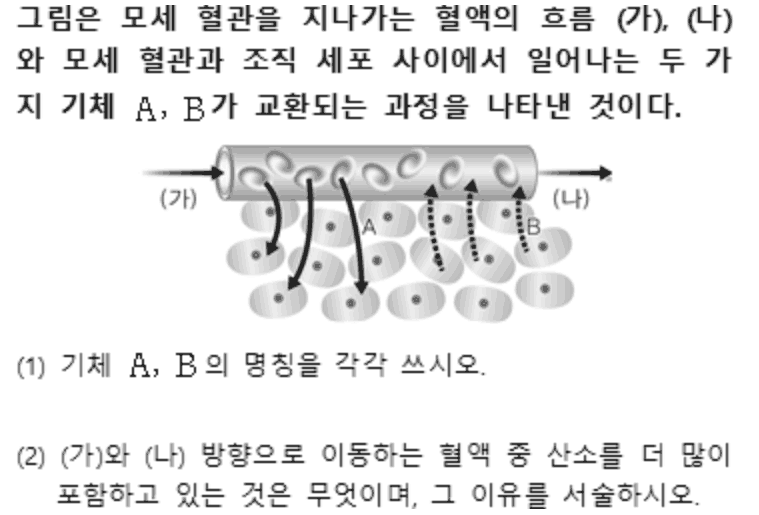 그림은 모세 혈관을 지나가는 혈액의 흐름 (가), (나)
와 모세 혈관과 조직 세포 사이에서 일어나는 두 가
지 기체 A, B가 교환되는 과정을 나타낸 것이다.
(가)
(나)
A
B
(1) 기체 A, B의 명칭을 각각 쓰시오.
(2) (가)와 (나) 방향으로 이동하는 혈액 중 산소를 더 많이
포함하고 있는 것은 무엇이며, 그 이유를 서술하시오.